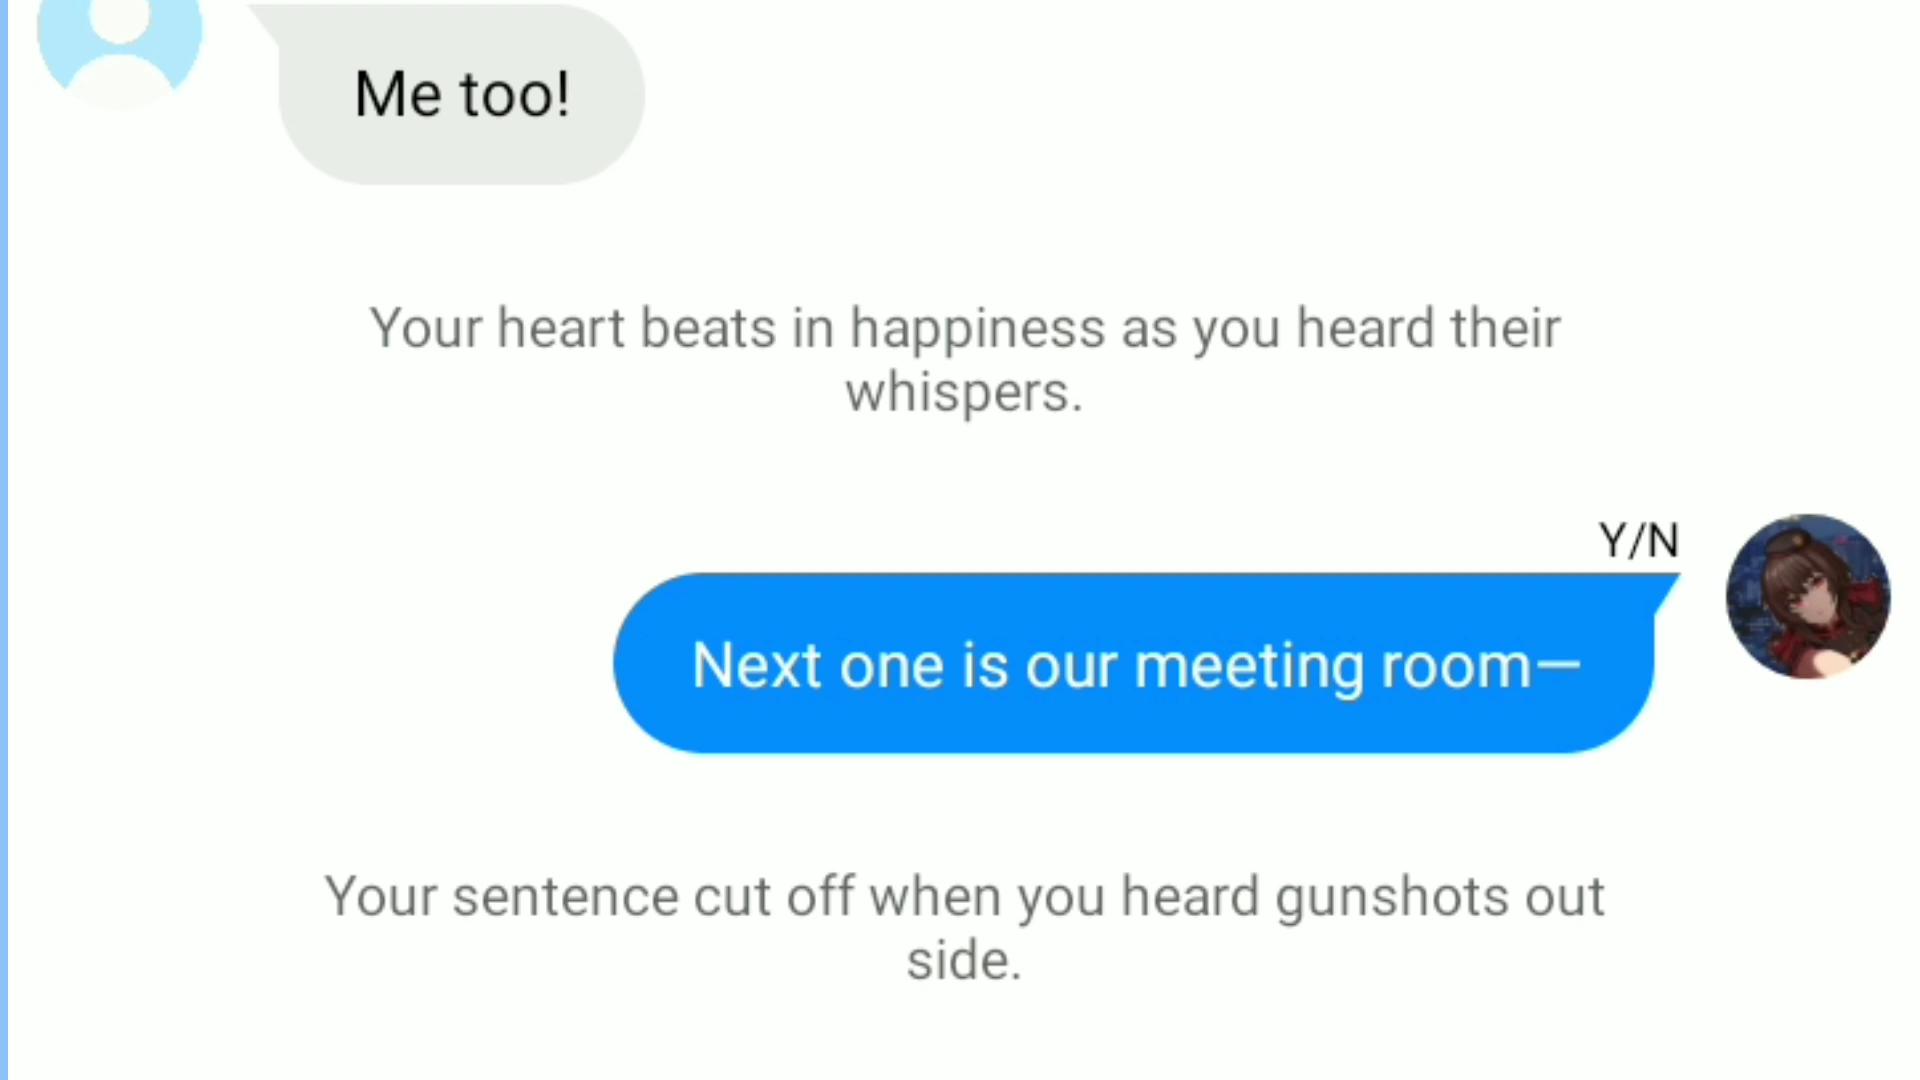 Me too!
Your heart beats in happiness as you heard their
whispers.
Y/N
Next one is our meeting room—
Your sentence cut off when you heard gunshots out
side.